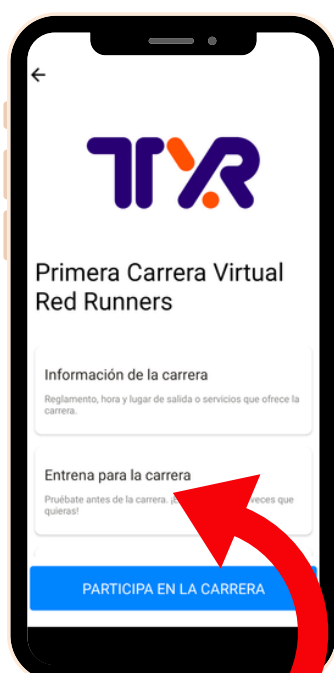 TYR
Primera Carrera Virtual
Red Runners
Información de la carrera
Reglamento, hora y lugar de salida o servicios que ofrece la
carrera.
Entrena para la carrera
Pruébate antes de la carrera. veces que
quieras!
PARTICIPA EN LA CARRERA